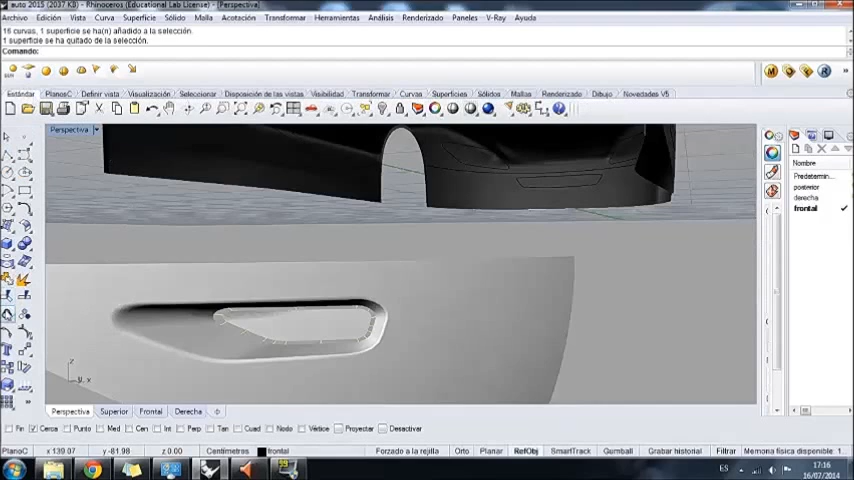 auto 2015 (2037 KB) - Rhinoceros (Educational Lab License) - [Perspectiva]
Archivo Edición Vista Curva Superficie Sólido Malla Acotación Transformar Herramientas Análisis Renderizado Paneles V-Ray Ayuda
16 curvas, 1 superficie se ha(n) añadido a la selección.
1 superficie se ha quitado de la selección.
Comando:
Estándar PlanosC Definir vista Visualización Seleccionar Disposición de las vistas Visibilidad Transformar Curvas Superficies Sólidos Mallas Renderizado Dibujo Novedades V5
Perspectiva
Nombre
Predetermin...
posterior
derecha
frontal
z
x
Perspectiva Superior Frontal Derecha
Fin Cerca Punto Med Cen Int Perp Tan Cuad Nodo Vértice Proyectar Desactivar
PlanoC x 139.07 y -81.98 z 0.00 Centímetros frontal Forzado a la rejilla Orto Planar RefObj SmartTrack Gumball Grabar historial Filtrar Memoria física disponible: 1...
ES 17:16
16/07/2014